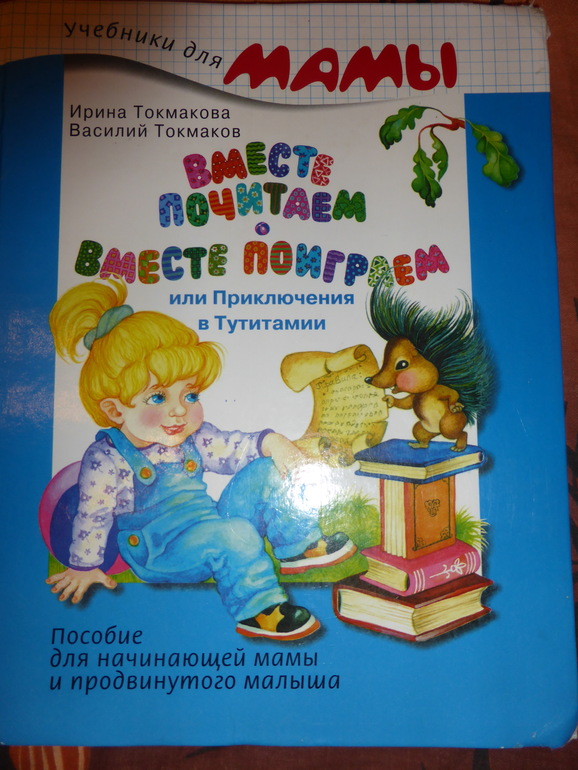 Учебники для
МАМЫ
Ирина Токмакова
Василий Токмаков
ВМЕСТЕ
ПОЧИТАЕМ
ВМЕСТЕ ПОИГРАЕМ
или Приключения
в Тутитамии
Пособие
для начинающей мамы
и продвинутого малыша